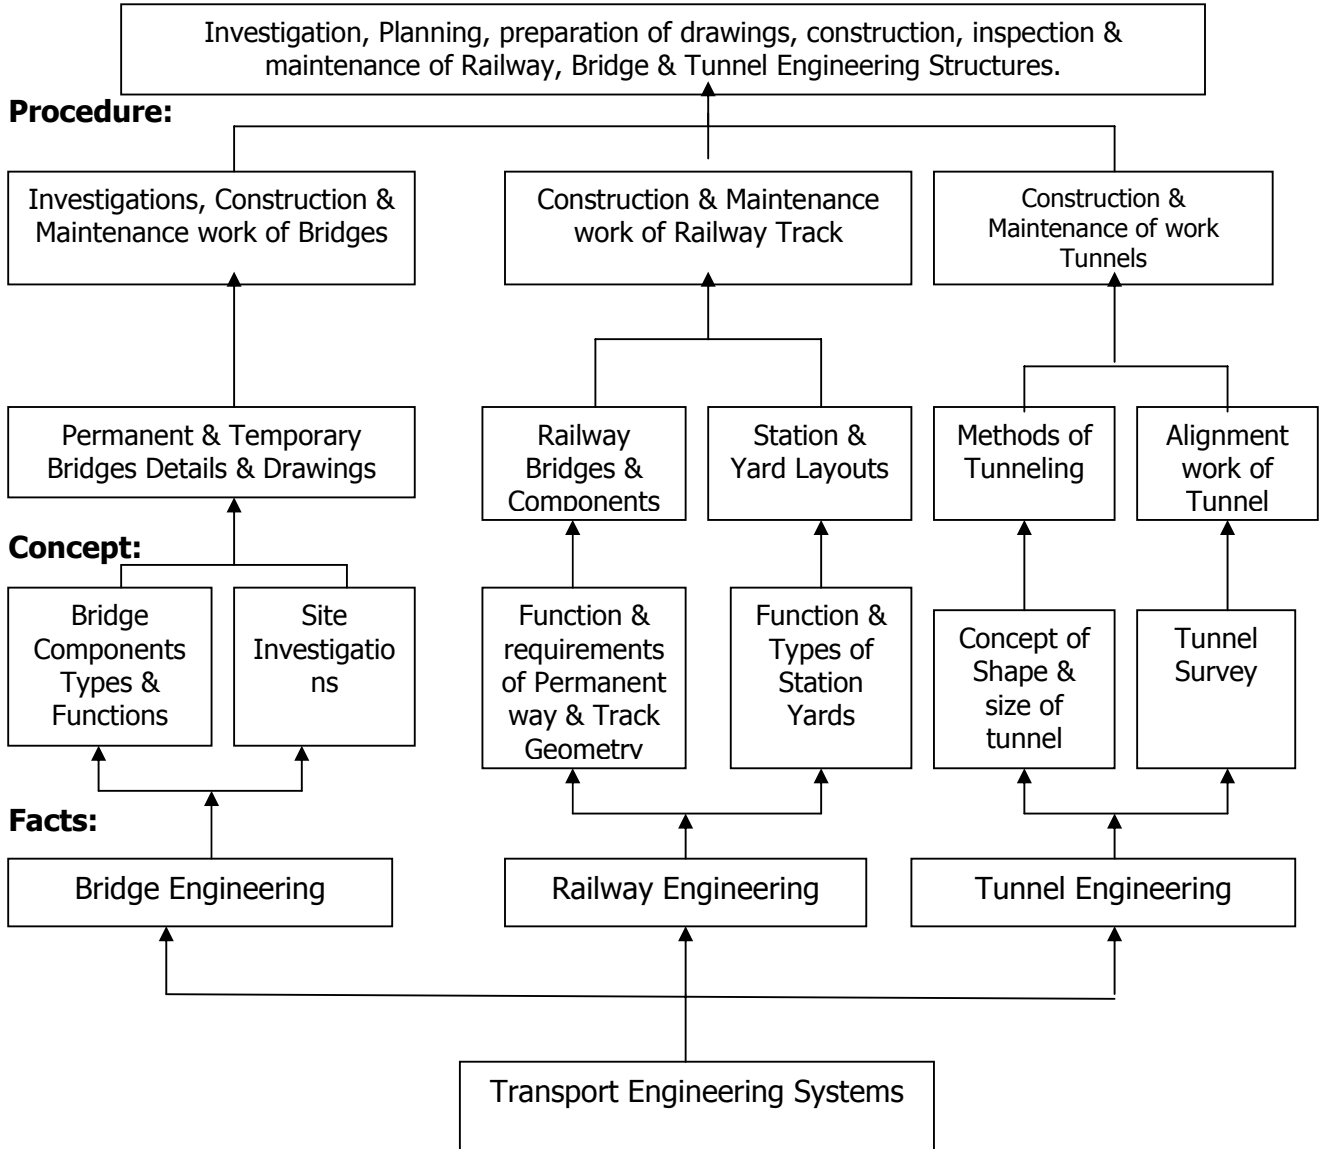 Investigation, Planning, preparation of drawings, construction, inspection &
maintenance of Railway, Bridge & Tunnel Engineering Structures.
Procedure:
Investigations, Construction &
Maintenance work of Bridges
Construction & Maintenance
work of Railway Track
Construction &
Maintenance of work
Tunnels
Permanent & Temporary
Bridges Details & Drawings
Railway
Bridges &
Components
Station &
Yard Layouts
Methods of
Tunneling
Alignment
work of
Tunnel
Concept:
Bridge
Components
Types &
Functions
Site
Investigatio
ns
Function &
requirements
of Permanent
way & Track
Geometry
Function &
Types of
Station
Yards
Concept of
Shape &
size of
tunnel
Tunnel
Survey
Facts:
Bridge Engineering
Railway Engineering
Tunnel Engineering
Transport Engineering Systems